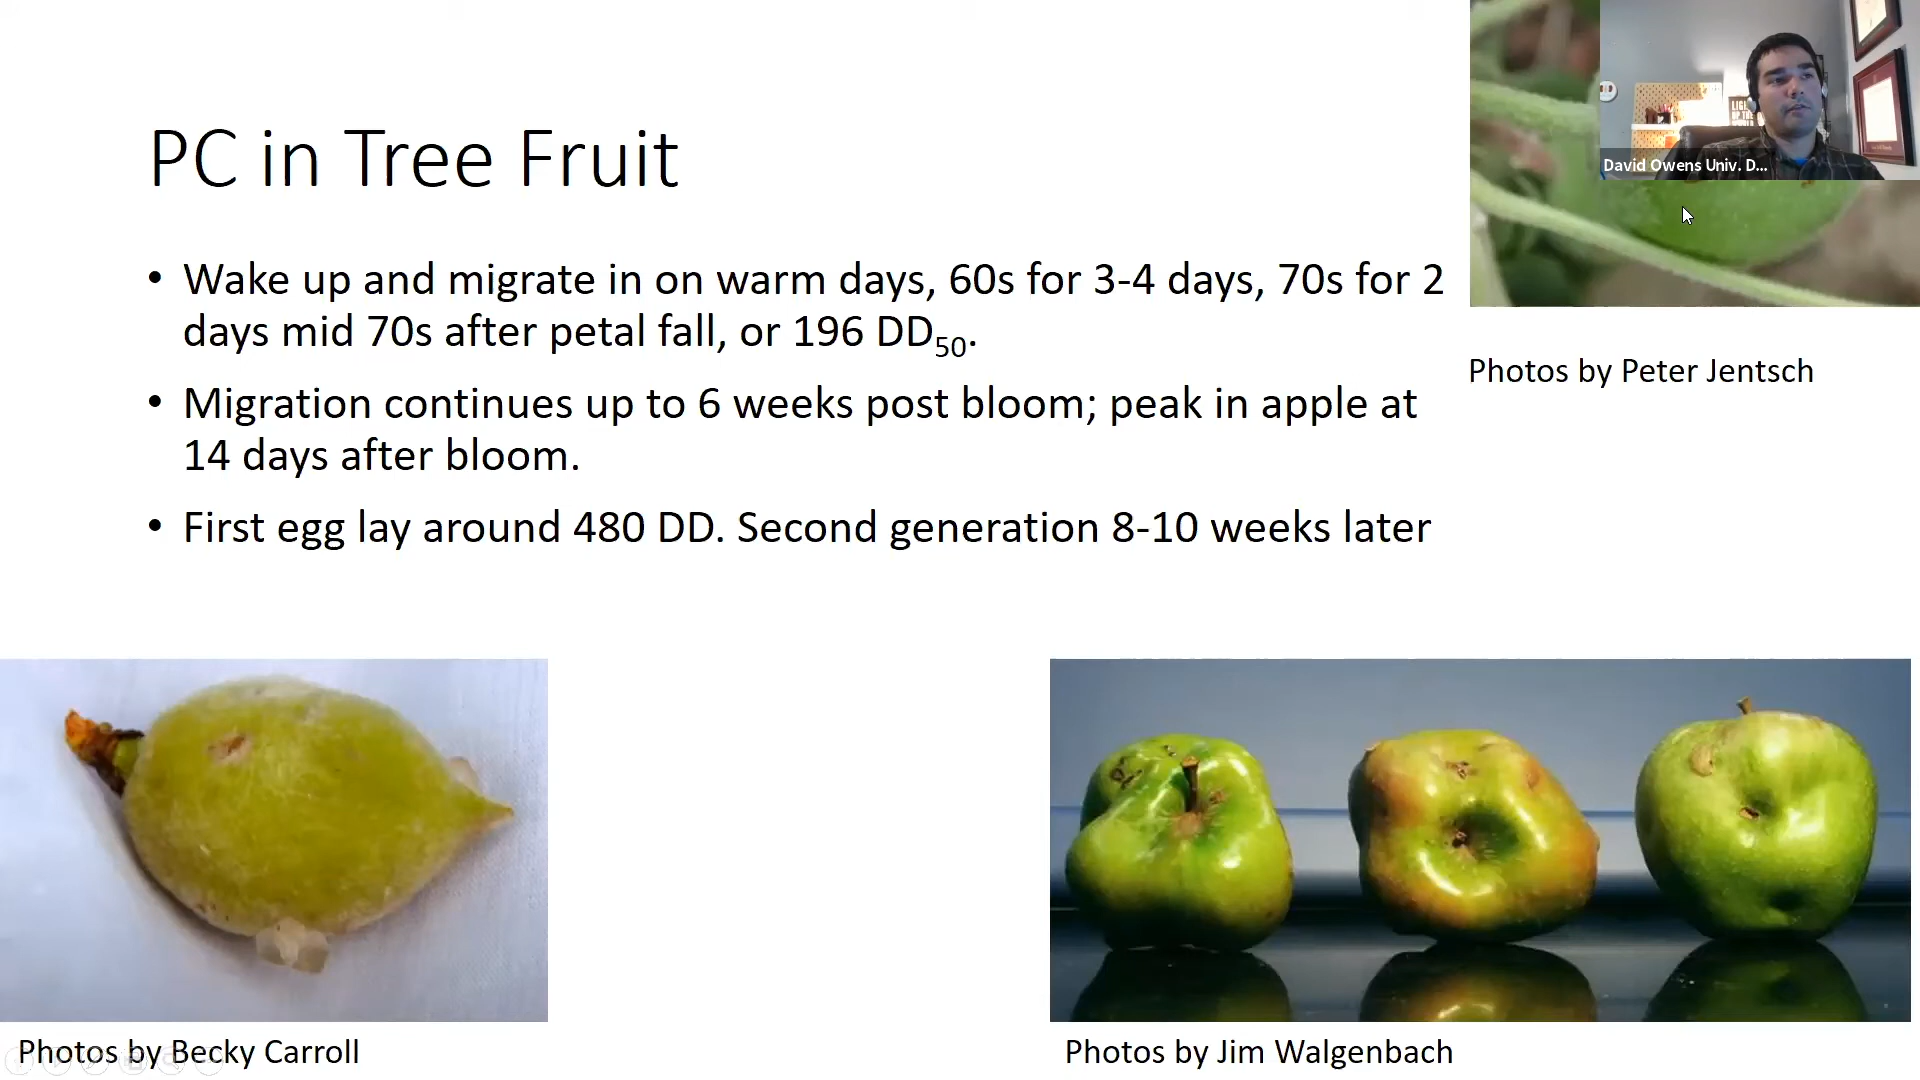 PC in Tree Fruit
• Wake up and migrate in on warm days, 60s for 3-4 days, 70s for 2
days mid 70s after petal fall, or 196 DD50.
• Migration continues up to 6 weeks post bloom; peak in apple at
14 days after bloom.
• First egg lay around 480 DD. Second generation 8-10 weeks later
David Owens Univ. D...
Photos by Peter Jentsch
Photos by Becky Carroll
Photos by Jim Walgenbach